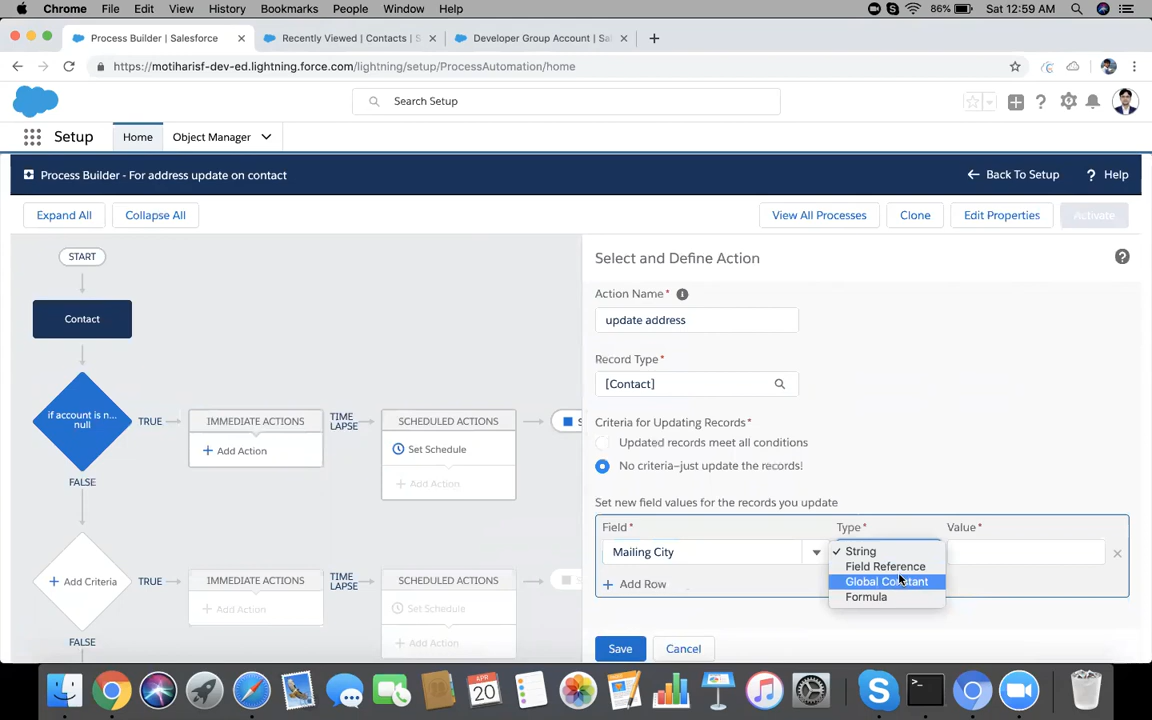 Chrome File Edit View History Bookmarks People Window Help 86% Sat 12:59 AM
Process Builder | Salesforce Recently Viewed | Contacts | S Developer Group Account | Sal
https://motiharisf-dev-ed.lightning.force.com/lightning/setup/ProcessAutomation/home
Search Setup
Setup Home Object Manager
Process Builder - For address update on contact Back To Setup ? Help
Expand All Collapse All View All Processes Clone Edit Properties Activate
START
Contact
if account is n...
null
TRUE
IMMEDIATE ACTIONS
+ Add Action
TIME
LAPSE
SCHEDULED ACTIONS
Set Schedule
+ Add Action
S
FALSE
+ Add Criteria
TRUE
IMMEDIATE ACTIONS
+ Add Action
TIME
LAPSE
SCHEDULED ACTIONS
Set Schedule
+ Add Action
S
FALSE
Select and Define Action
Action Name*
update address
Record Type*
[Contact]
Criteria for Updating Records*
Updated records meet all conditions
No criteria—just update the records!
Set new field values for the records you update
Field* Type* Value*
Mailing City
✓ String
Field Reference
Global Constant
Formula
+ Add Row
Save Cancel
APR
20